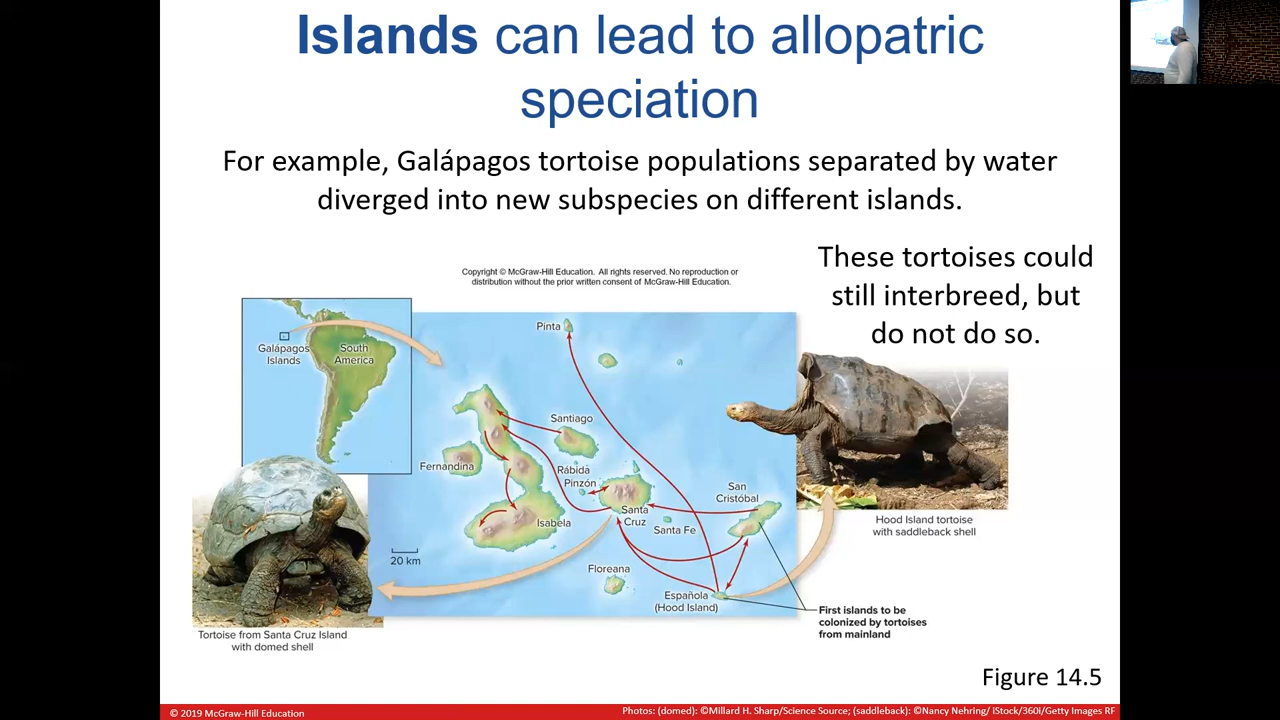 Islands can lead to allopatric
speciation
For example, Galápagos tortoise populations separated by water
diverged into new subspecies on different islands.
These tortoises could
still interbreed, but
do not do so.
Copyright © McGraw-Hill Education. All rights reserved. No reproduction or
distribution without the prior written consent of McGraw-Hill Education.
Galápagos
Islands
South
America
Pinta
Santiago
Fernandina
Rábida
Pinzón
San
Cristóbal
Santa
Cruz
Santa Fe
Isabela
20 km
Floreana
Española
(Hood Island)
Hood Island tortoise
with saddleback shell
First islands to be
colonized by tortoises
from mainland
Tortoise from Santa Cruz Island
with domed shell
Figure 14.5
© 2019 McGraw-Hill Education
Photos: (domed): ©Millard H. Sharp/Science Source; (saddleback): ©Nancy Nehring/ iStock/360i/Getty Images RF